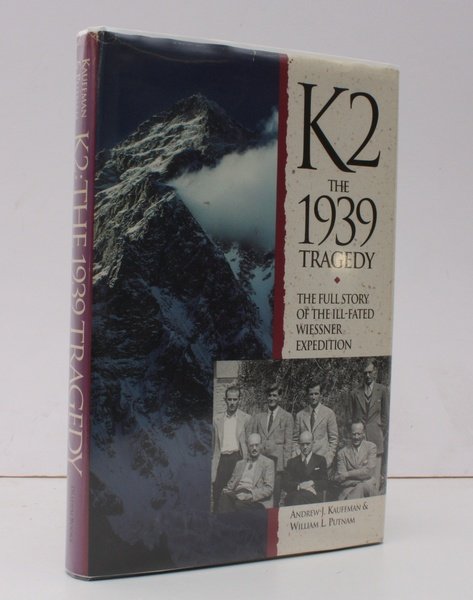 K2
THE
1939
TRAGEDY
THE FULL STORY
OF THE ILL-FATED
WIESSNER
EXPEDITION
ANDREW J. KAUFFMAN &
WILLIAM L. PUTNAM
KAUFFMAN
K2: THE 1939 TRAGEDY